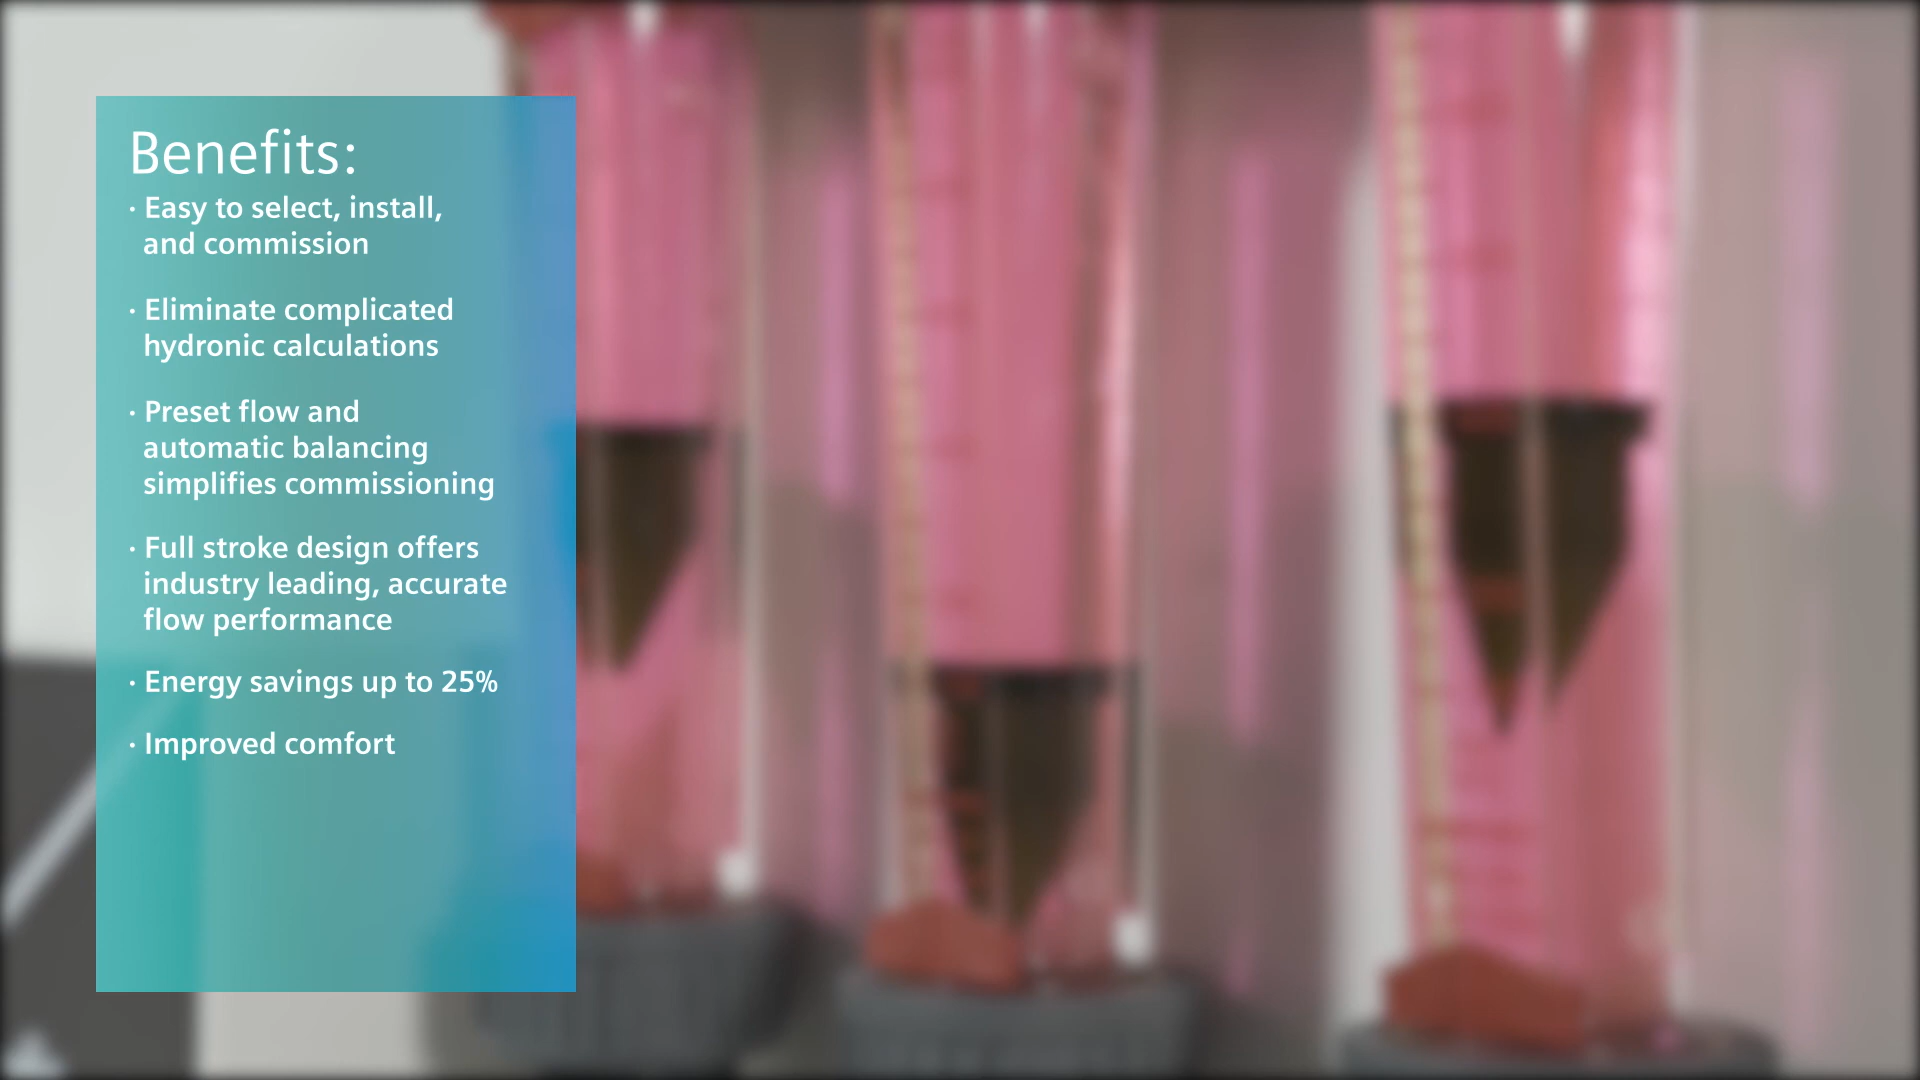 Benefits:
· Easy to select, install,
and commission
· Eliminate complicated
hydronic calculations
· Preset flow and
automatic balancing
simplifies commissioning
· Full stroke design offers
industry leading, accurate
flow performance
· Energy savings up to 25%
· Improved comfort